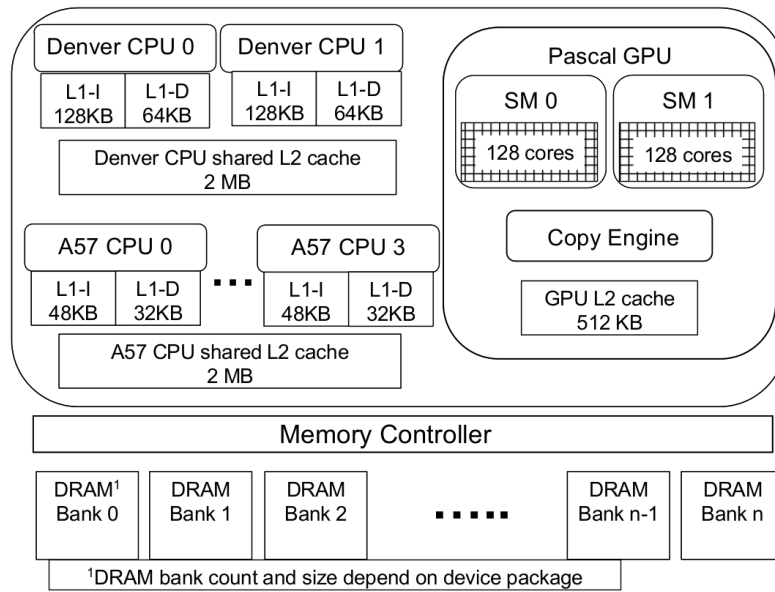 Denver CPU 0
L1-I
128KB
L1-D
64KB
Denver CPU 1
L1-I
128KB
L1-D
64KB
Denver CPU shared L2 cache
2 MB
A57 CPU 0
L1-I
48KB
L1-D
32KB
...
A57 CPU 3
L1-I
48KB
L1-D
32KB
A57 CPU shared L2 cache
2 MB
Pascal GPU
SM 0
128 cores
SM 1
128 cores
Copy Engine
GPU L2 cache
512 KB
Memory Controller
DRAM¹
Bank 0
DRAM
Bank 1
DRAM
Bank 2
.....
DRAM
Bank n-1
DRAM
Bank n
¹DRAM bank count and size depend on device package